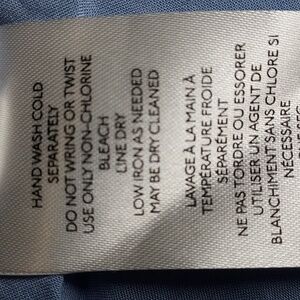 HAND WASH COLD
SEPARATELY
DO NOT WRING OR TWIST
USE ONLY NON-CHLORINE
BLEACH
LINE DRY
LOW IRON AS NEEDED
MAY BE DRY CLEANED
LAVAGE À LA MAIN À
TEMPÉRATURE FROIDE
SÉPARÉMENT
NE PAS TORDRE OU ESSORER
UTILISER UN AGENT DE
BLANCHIMENT SANS CHLORE SI
NÉCESSAIRE